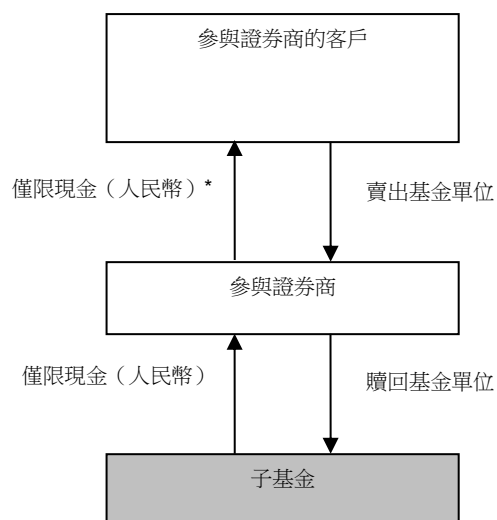 參與證券商的客戶
僅限現金（人民幣）*
賣出基金單位
參與證券商
僅限現金（人民幣）
贖回基金單位
子基金